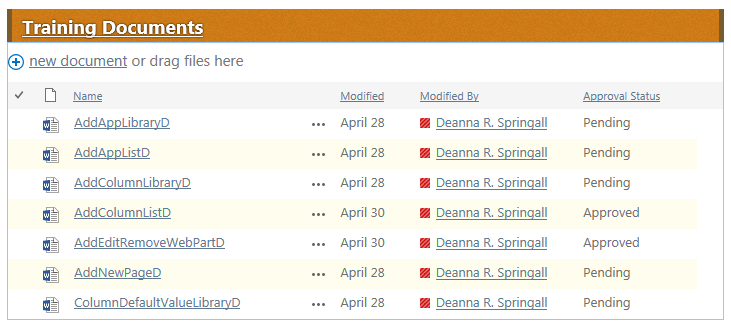 Training Documents
new document or drag files here
Name Modified Modified By Approval Status
AddAppLibraryD ... April 28 Deanna R. Springall Pending
AddAppListD ... April 28 Deanna R. Springall Pending
AddColumnLibraryD ... April 28 Deanna R. Springall Pending
AddColumnListD ... April 30 Deanna R. Springall Approved
AddEditRemoveWebPartD ... April 30 Deanna R. Springall Approved
AddNewPageD ... April 28 Deanna R. Springall Pending
ColumnDefaultValueLibraryD ... April 28 Deanna R. Springall Pending